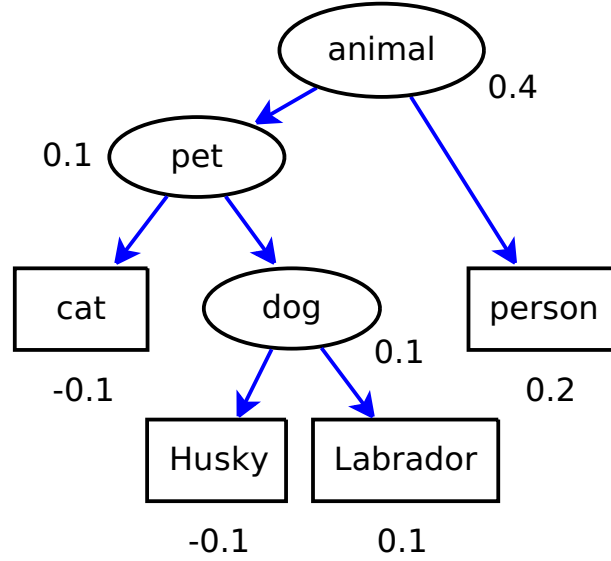 animal
0.4
0.1
pet
cat
dog
person
-0.1
0.1
0.2
Husky
Labrador
-0.1
0.1